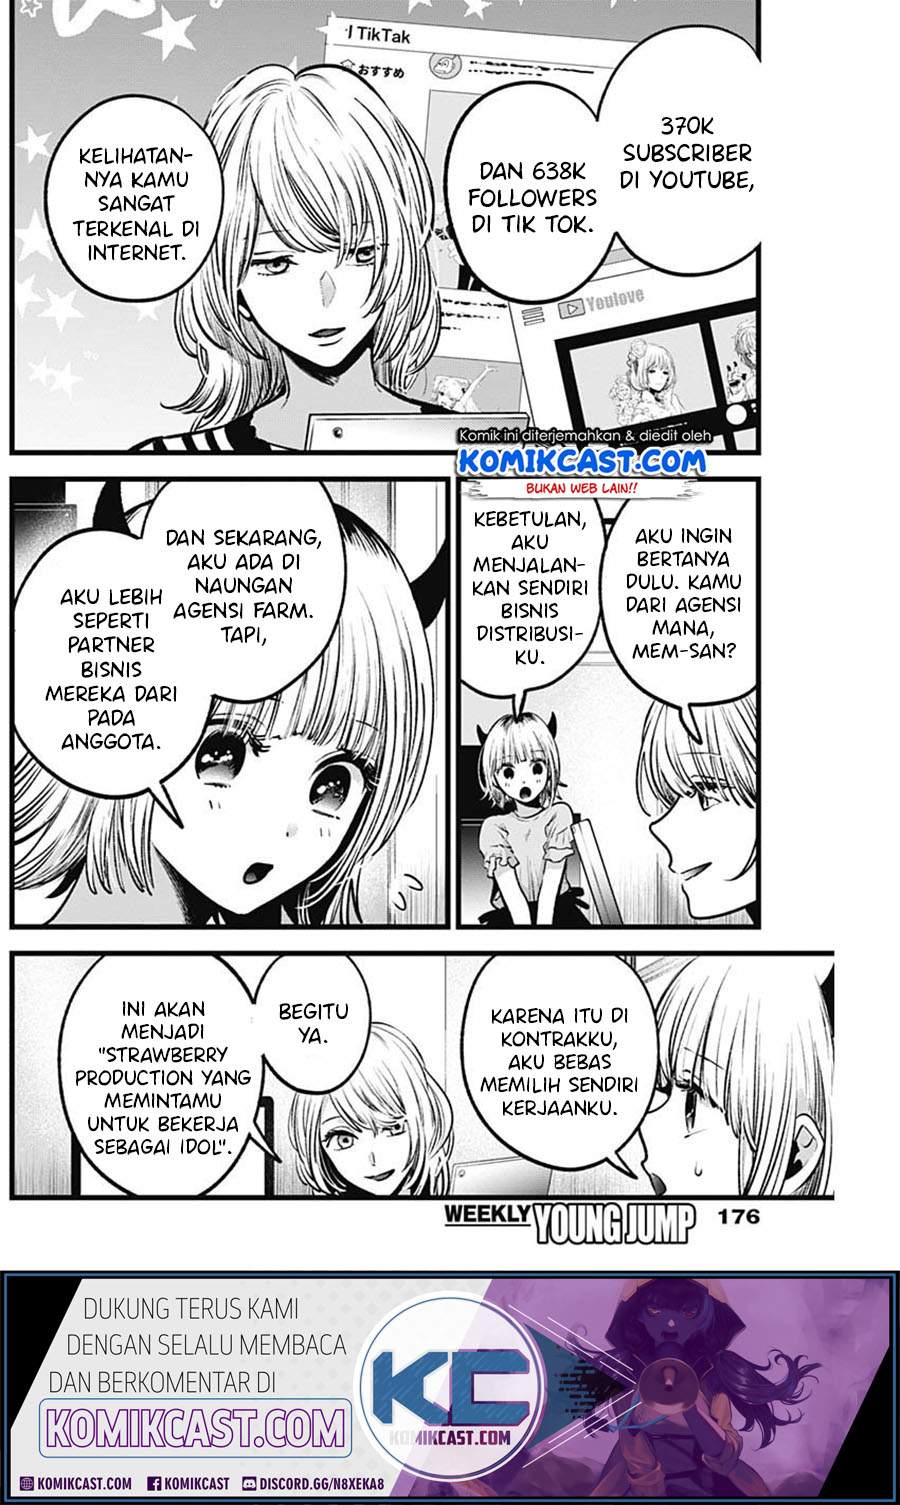 TikTak
おすすめ
370K
SUBSCRIBER
DI YOUTUBE,
DAN 638K
FOLLOWERS
DI TIK TOK.
KELIHATAN-
NYA KAMU
SANGAT
TERKENAL DI
INTERNET.
Youlove
Komik ini diterjemahkan & diedit oleh
KOMIKCAST.COM
BUKAN WEB LAIN!!
AKU INGIN
BERTANYA
DULU. KAMU
DARI AGENSI
MANA,
MEM-SAN?
KEBETULAN,
AKU
MENJALAN-
KAN SENDIRI
BISNIS
DISTRIBUSI-
KU.
DAN SEKARANG,
AKU ADA DI
NAUNGAN
AGENSI FARM.
TAPI,
AKU LEBIH
SEPERTI
PARTNER
BISNIS
MEREKA DARI
PADA
ANGGOTA.
KARENA ITU DI
KONTRAKKU,
AKU BEBAS
MEMILIH SENDIRI
KERJAANKU.
BEGITU
YA.
INI AKAN
MENJADI
"STRAWBERRY
PRODUCTION YANG
MEMINTAMU
UNTUK BEKERJA
SEBAGAI IDOL".
WEEKLY YOUNG JUMP 176
DUKUNG TERUS KAMI
DENGAN SELALU MEMBACA
DAN BERKOMENTAR DI
KOMIKCAST.COM
KC
KOMIKCAST.COM
KOMIKCAST.COM KOMIKCAST DISCORD.GG/N8XEKA8